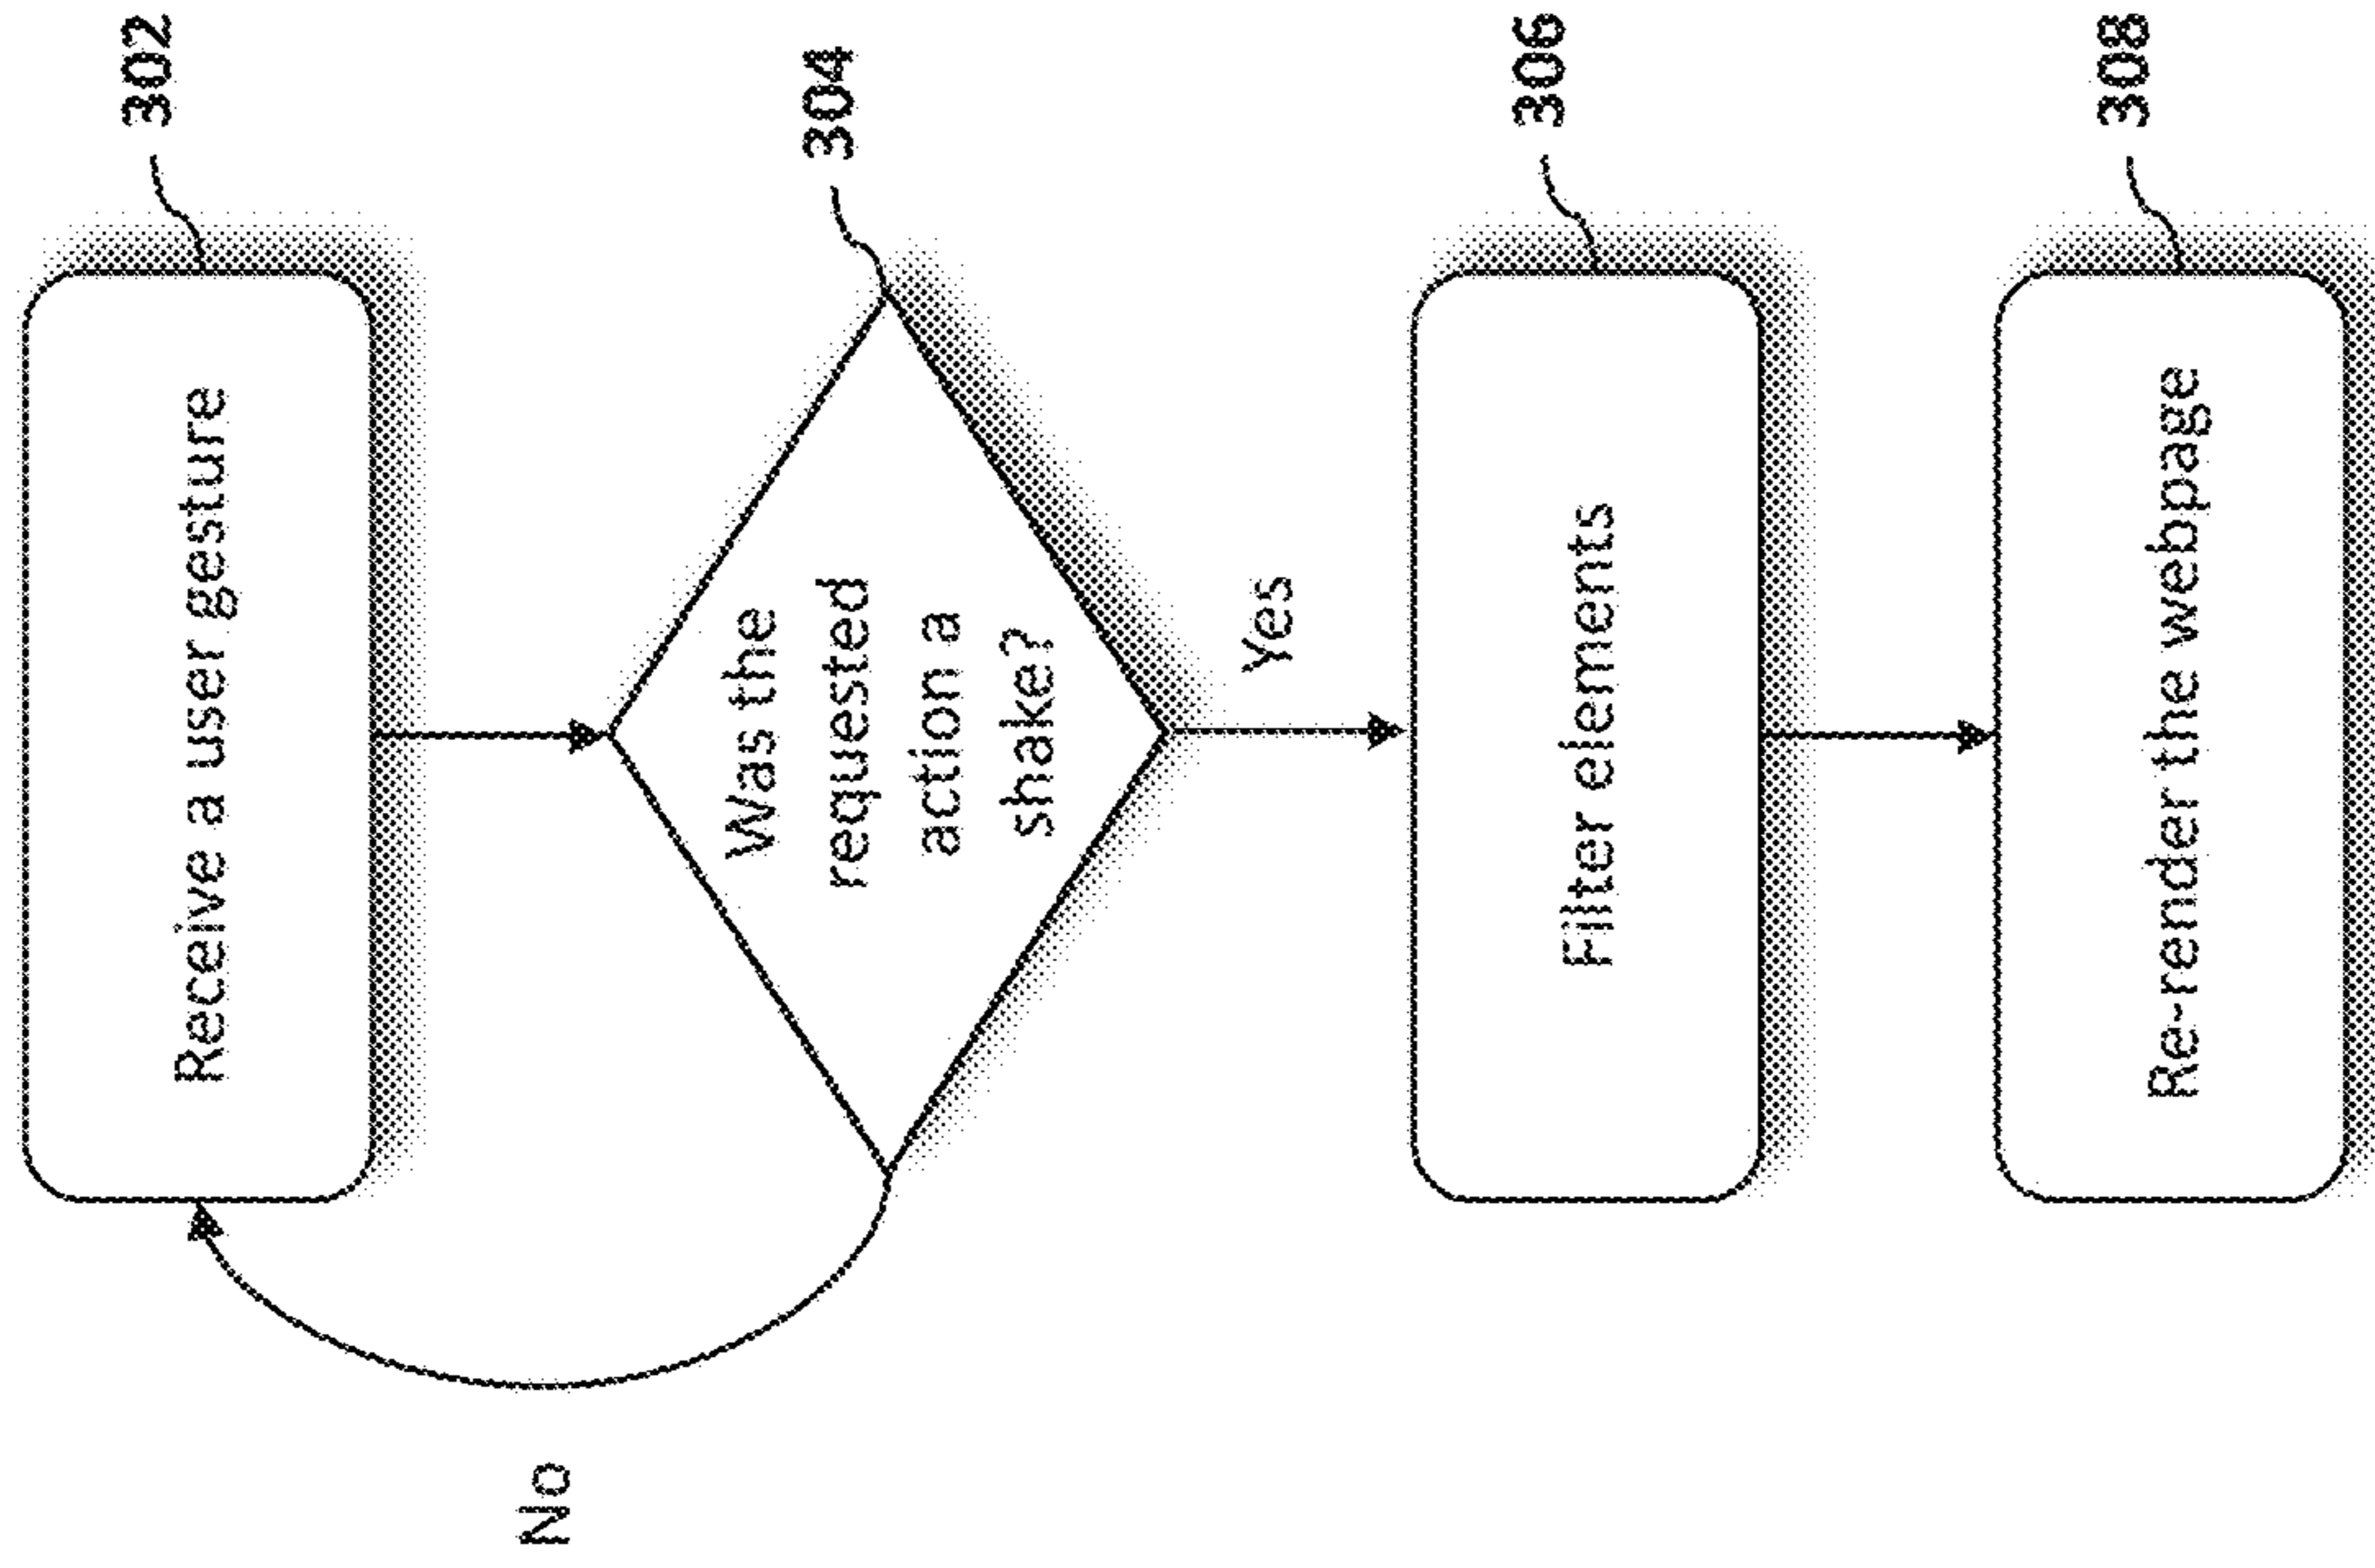 Receive a user gesture
302
No
Was the
requested
action a
shake?
304
Yes
Filter elements
306
Re-render the webpage
308